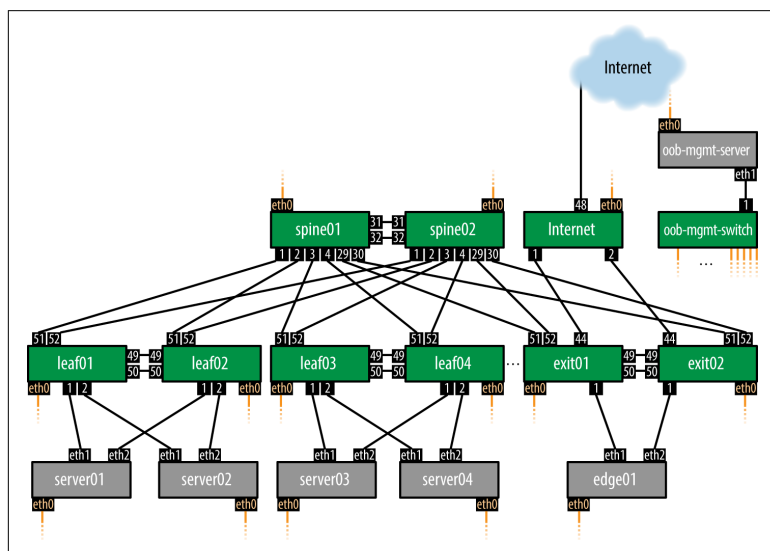 Internet
eth0
oob-mgmt-server
eth1
eth0 eth0 48 eth0 1
spine01 31 31 spine02 Internet oob-mgmt-switch
32 32
1 2 3 4 29 30 1 2 3 4 29 30 1 2 ...
51 52 51 52 51 52 51 52 51 52 44 44 51 52
leaf01 49 49 leaf02 leaf03 49 49 leaf04 ... exit01 49 49 exit02
50 50 50 50 50 50
eth0 1 2 1 2 eth0 eth0 1 2 1 2 eth0 eth0 1 1 eth0
eth1 eth2 eth1 eth2 eth1 eth2 eth1 eth2 eth1 eth2
server01 server02 server03 server04 edge01
eth0 eth0 eth0 eth0 eth0